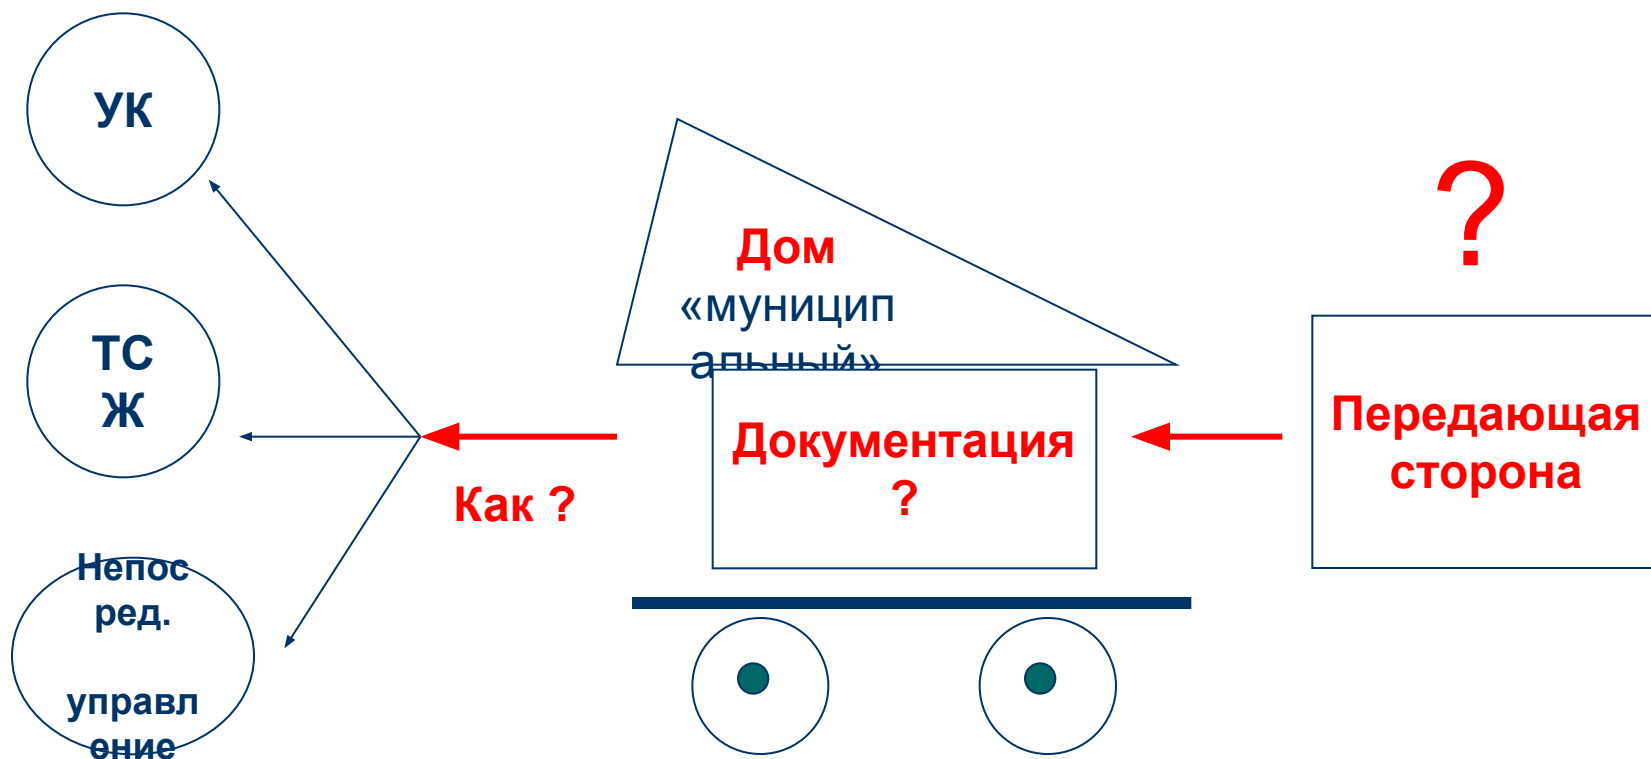 УК
ТС
Ж
Непос
ред.
управл
ение
Как ?
Дом
«муницип
альный»
Документация
?
?
Передающая
сторона